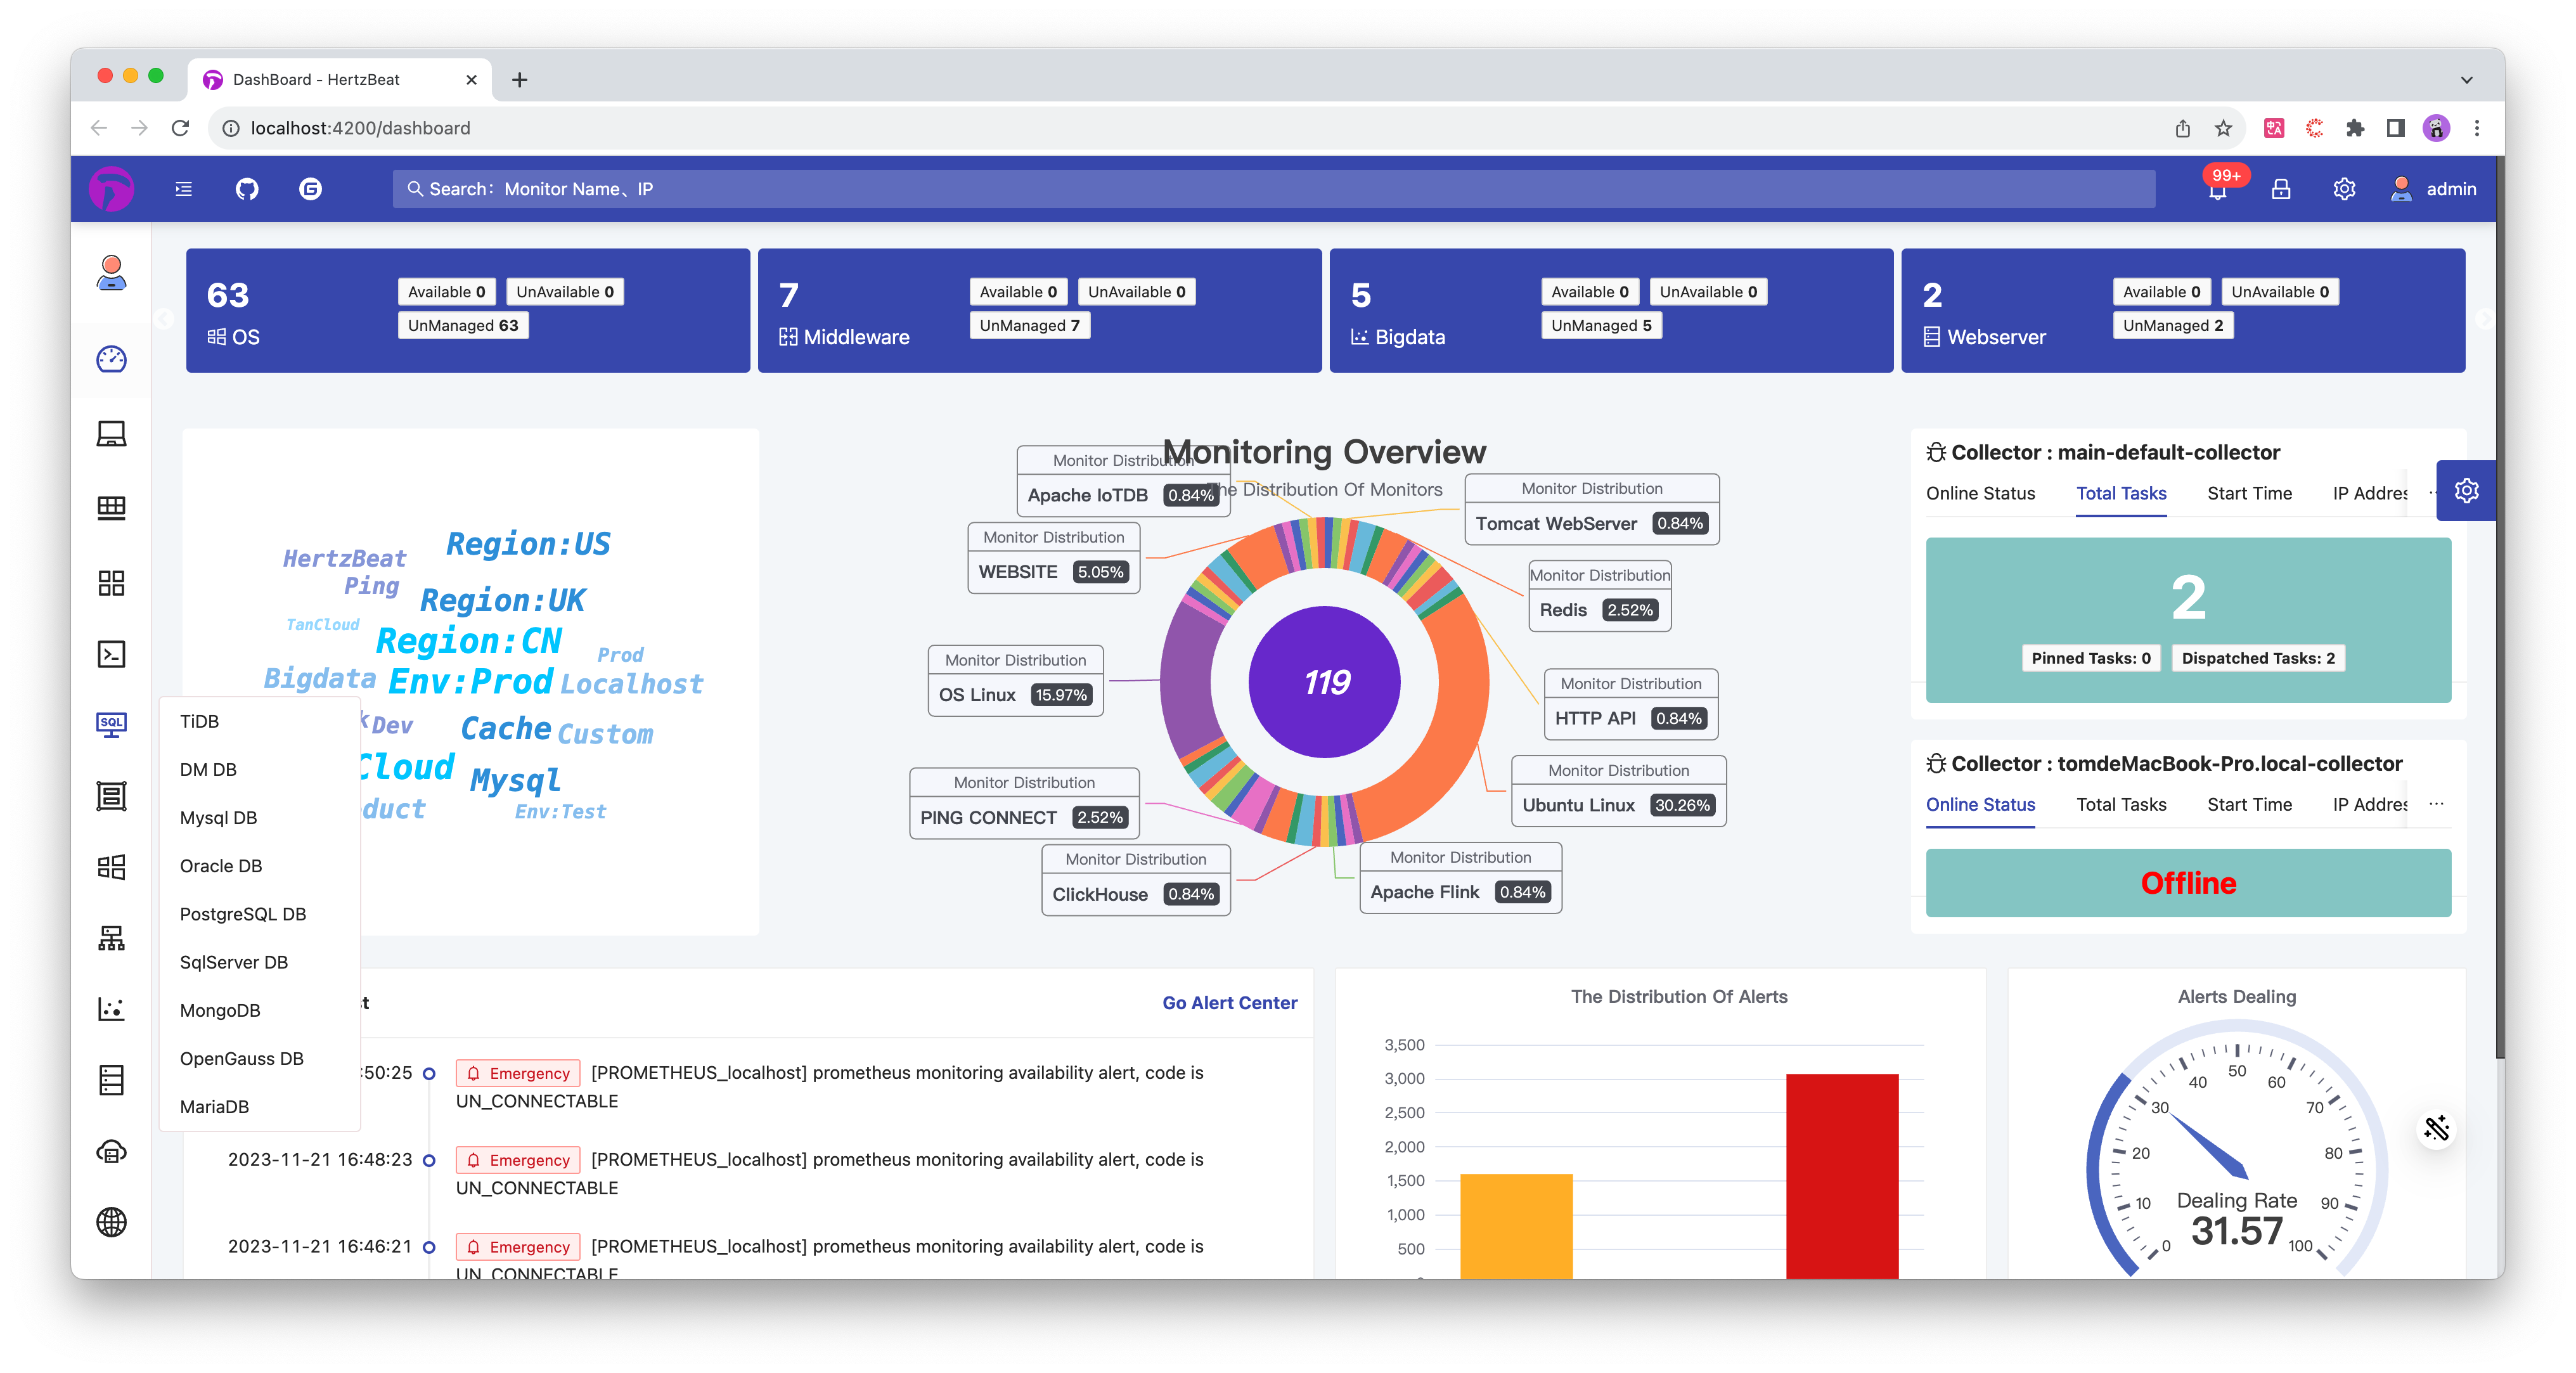 DashBoard - HertzBeat
localhost:4200/dashboard
Search: Monitor Name、IP
99+
admin
63
OS
Available 0
UnAvailable 0
UnManaged 63
7
Middleware
Available 0
UnAvailable 0
UnManaged 7
5
Bigdata
Available 0
UnAvailable 0
UnManaged 5
2
Webserver
Available 0
UnAvailable 0
UnManaged 2
Region:US
HertzBeat
Ping
Region:UK
TanCloud
Region:CN
Prod
Bigdata
Env:Prod
Localhost
Dev
Cache
Custom
Cloud
Mysql
Env:Test
SQL
TiDB
DM DB
Mysql DB
Oracle DB
PostgreSQL DB
SqlServer DB
MongoDB
OpenGauss DB
MariaDB
Monitoring Overview
The Distribution Of Monitors
Monitor Distribution
Apache IoTDB 0.84%
Monitor Distribution
Tomcat WebServer 0.84%
Monitor Distribution
WEBSITE 5.05%
Monitor Distribution
Redis 2.52%
Monitor Distribution
OS Linux 15.97%
119
Monitor Distribution
HTTP API 0.84%
Monitor Distribution
Ubuntu Linux 30.26%
Monitor Distribution
PING CONNECT 2.52%
Monitor Distribution
ClickHouse 0.84%
Monitor Distribution
Apache Flink 0.84%
Collector : main-default-collector
Online Status Total Tasks Start Time IP Addres ...
2
Pinned Tasks: 0 Dispatched Tasks: 2
Collector : tomdeMacBook-Pro.local-collector
Online Status Total Tasks Start Time IP Addres ...
Offline
Go Alert Center
:50:25
Emergency [PROMETHEUS_localhost] prometheus monitoring availability alert, code is
UN_CONNECTABLE
2023-11-21 16:48:23
Emergency [PROMETHEUS_localhost] prometheus monitoring availability alert, code is
UN_CONNECTABLE
2023-11-21 16:46:21
Emergency [PROMETHEUS_localhost] prometheus monitoring availability alert, code is
UN_CONNECTABLE
The Distribution Of Alerts
3,500
3,000
2,500
2,000
1,500
1,000
500
Alerts Dealing
0
10
20
30
40
50
60
70
80
90
100
Dealing Rate
31.57